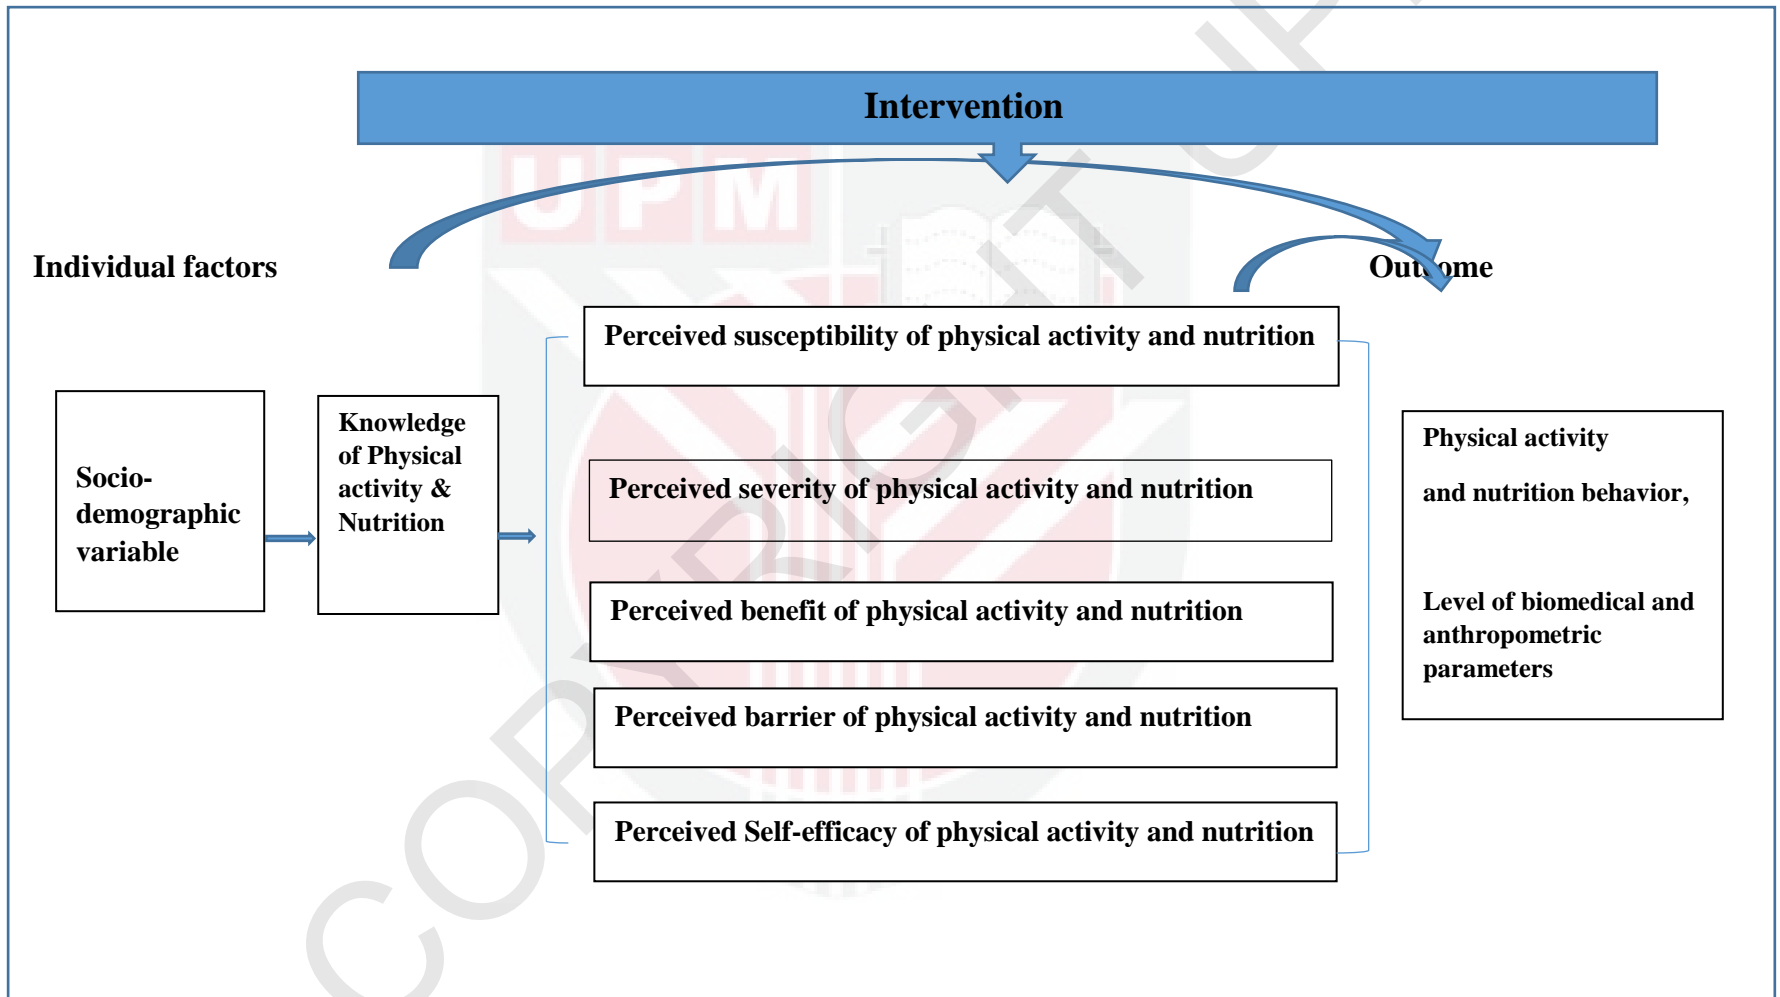 Intervention
UPM
Individual factors
Outcome
Perceived susceptibility of physical activity and nutrition
Socio-
demographic
variable
Knowledge
of Physical
activity &
Nutrition
Perceived severity of physical activity and nutrition
Perceived benefit of physical activity and nutrition
Perceived barrier of physical activity and nutrition
Perceived Self-efficacy of physical activity and nutrition
Physical activity
and nutrition behavior,
Level of biomedical and
anthropometric
parameters
COPYRIGHT UP